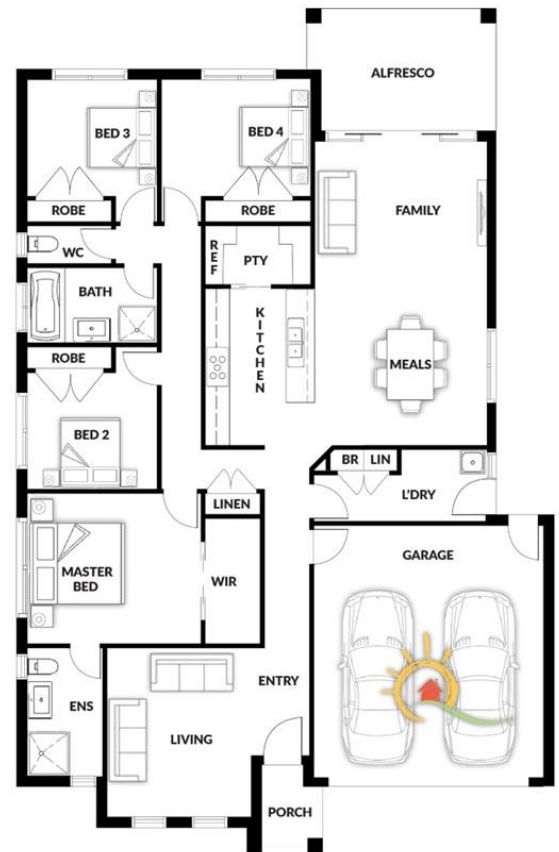 ALFRESCO
BED 3
BED 4
FAMILY
ROBE
ROBE
WC
REF
PTY
BATH
KITCHEN
ROBE
MEALS
BED 2
BR
LIN
LINEN
L'DRY
GARAGE
MASTER
BED
WIR
ENS
ENTRY
LIVING
PORCH